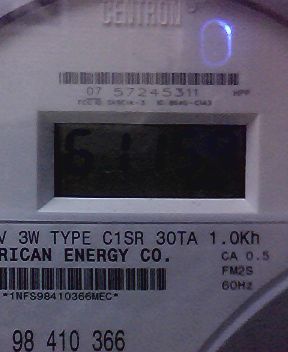 CENTRON
07 57245311 HPP
V 3W TYPE C1SR 30TA 1.0Kh
RICAN ENERGY CO. CA 0.5
FM2S
*1NFS98410366MEC* 60Hz
98 410 366